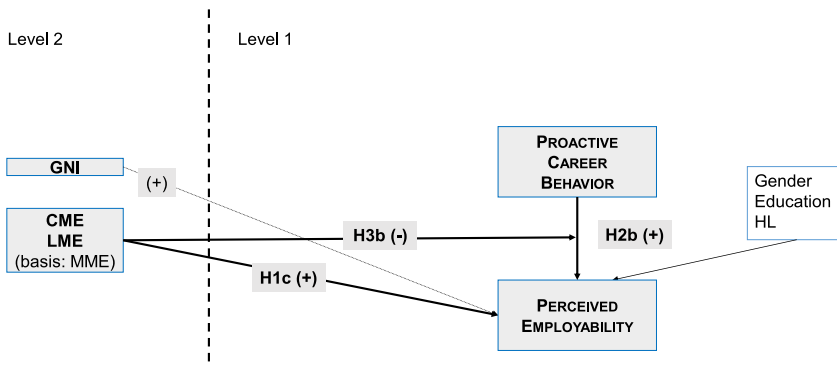 Level 2
Level 1
PROACTIVE
CAREER
BEHAVIOR
GNI
(+)
Gender
Education
HL
CME
LME
(basis: MME)
H3b (-)
H2b (+)
H1c (+)
PERCEIVED
EMPLOYABILITY